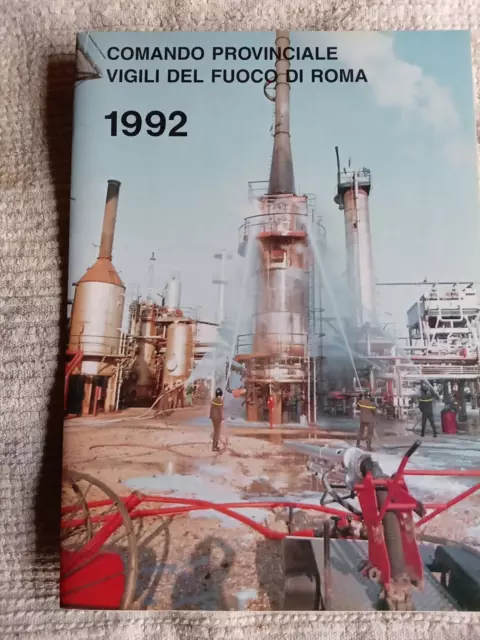 COMANDO PROVINCIALE
VIGILI DEL FUOCO DI ROMA
1992